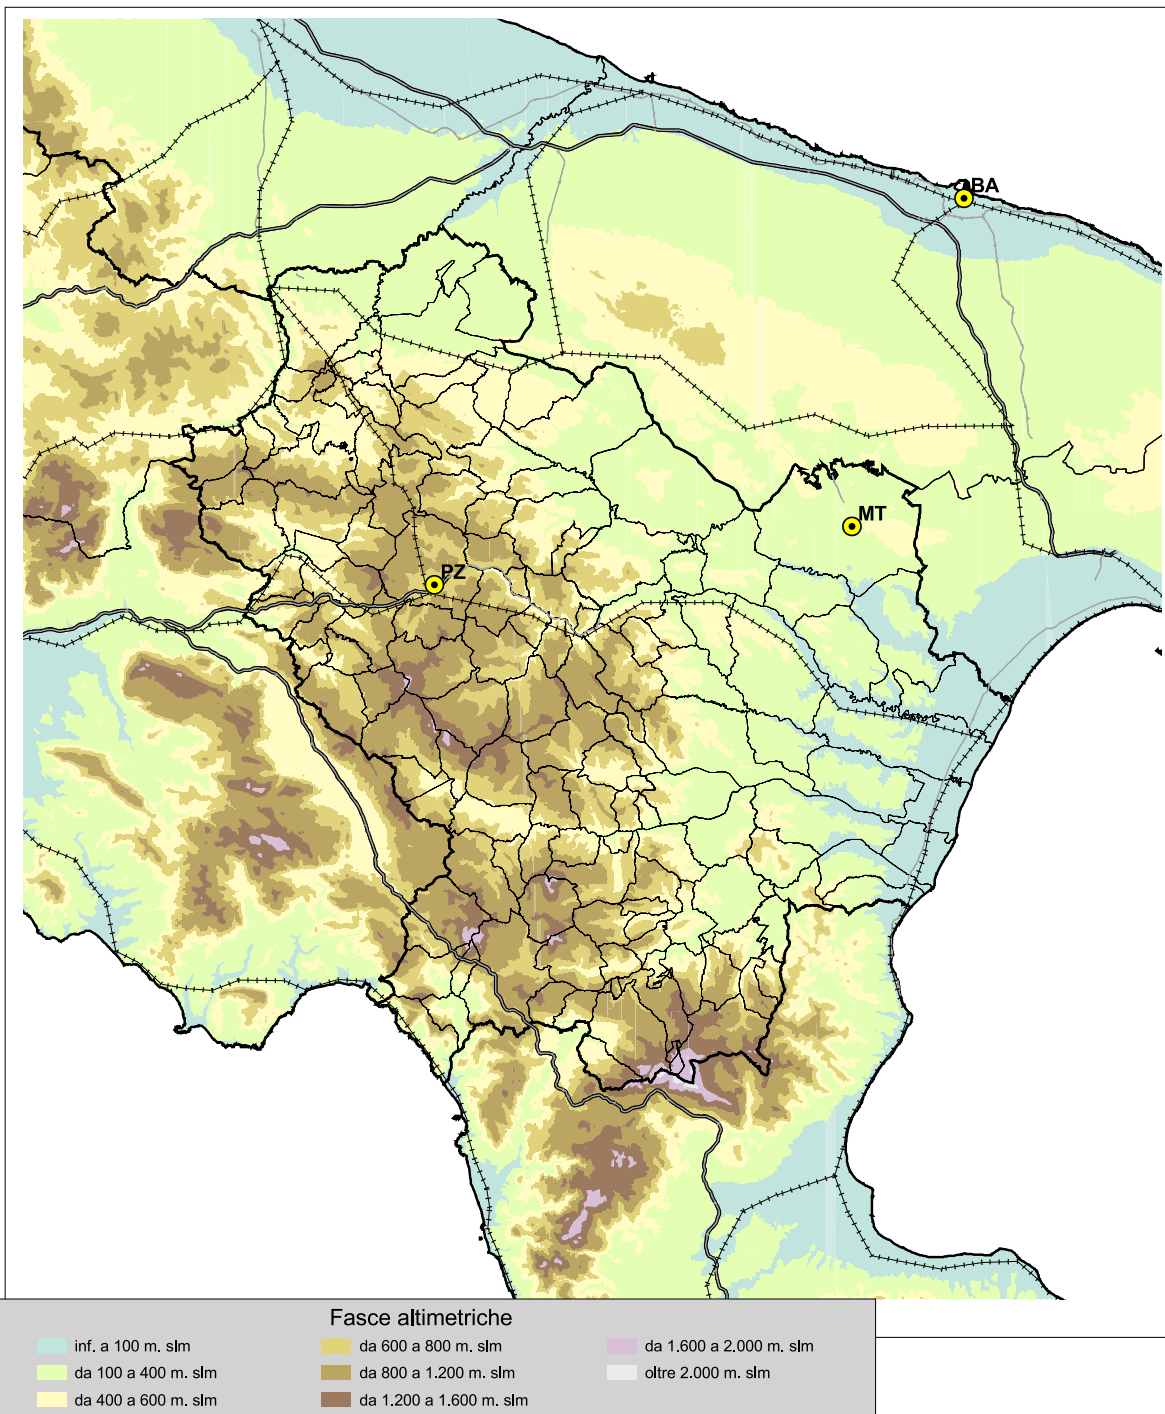 BA
MT
PZ
Fasce altimetriche
inf. a 100 m. slm
da 100 a 400 m. slm
da 400 a 600 m. slm
da 600 a 800 m. slm
da 800 a 1.200 m. slm
da 1.200 a 1.600 m. slm
da 1.600 a 2.000 m. slm
oltre 2.000 m. slm